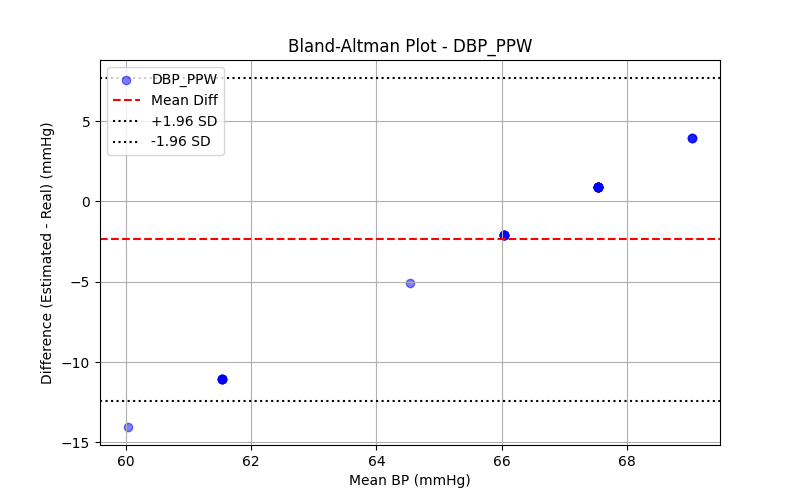 Bland-Altman Plot - DBP_PPW
DBP_PPW
Mean Diff
+1.96 SD
-1.96 SD
Difference (Estimated - Real) (mmHg)
5
0
−5
−10
−15
60 62 64 66 68
Mean BP (mmHg)